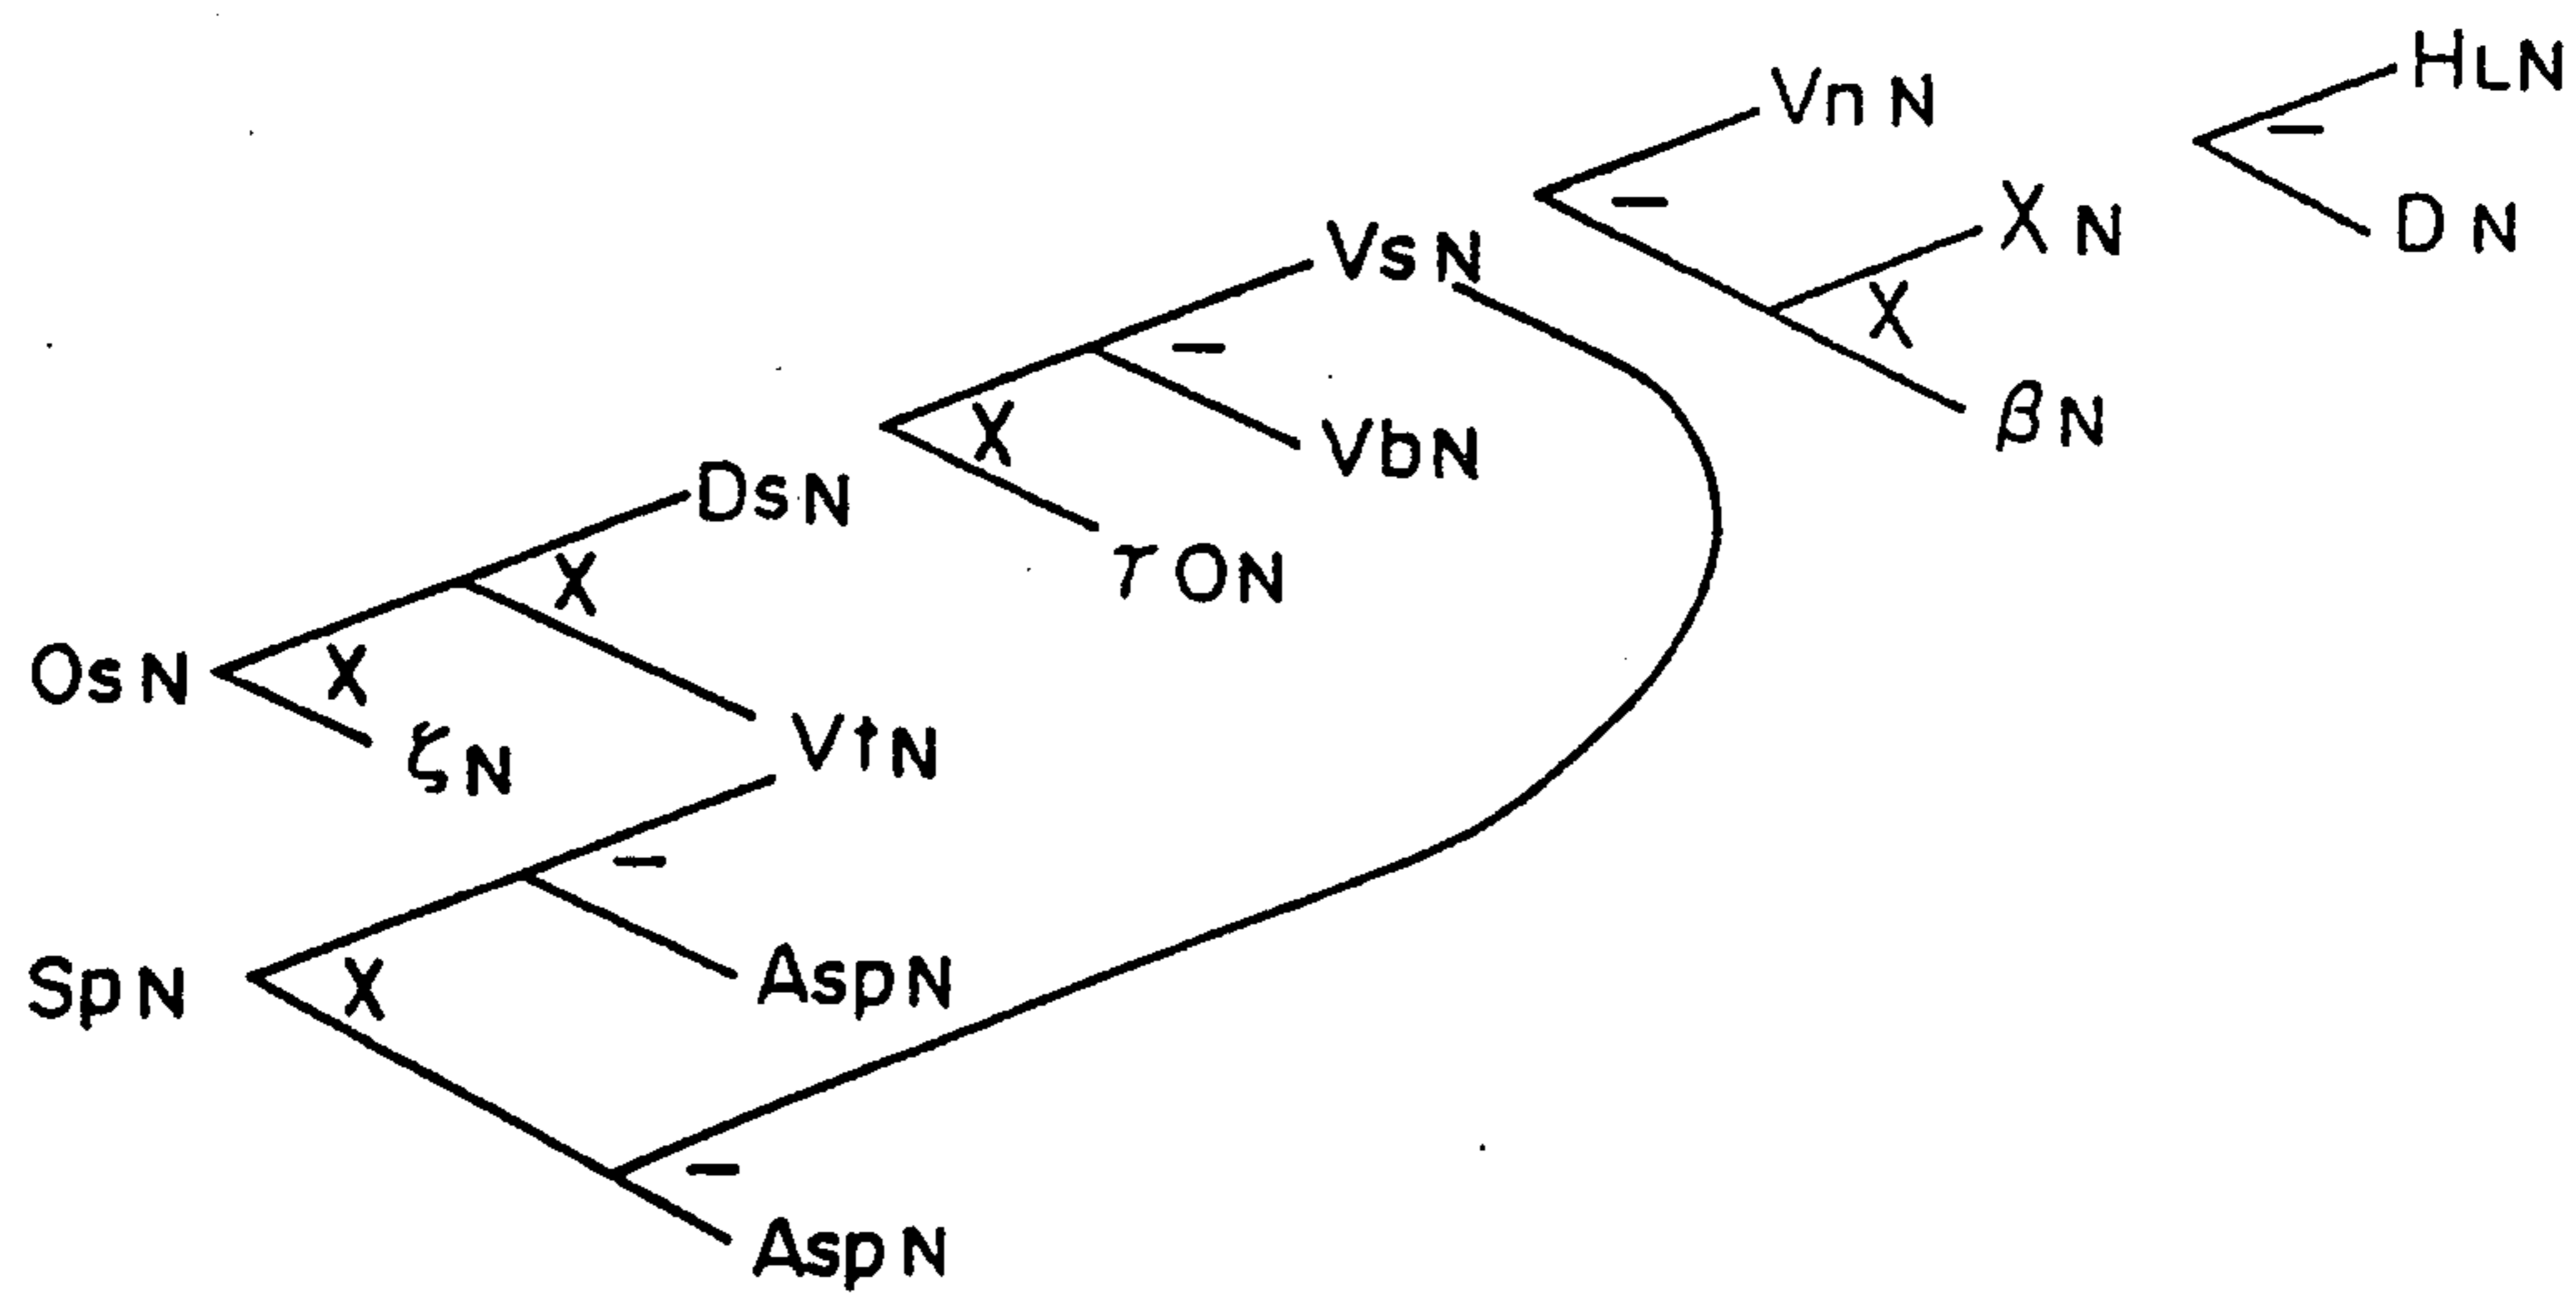 HLN
VnN
–
XN
DN
–
VsN
X
–
βN
X
VbN
DsN
τON
X
OsN
X
ζN
VtN
–
SpN
X
AspN
–
AspN